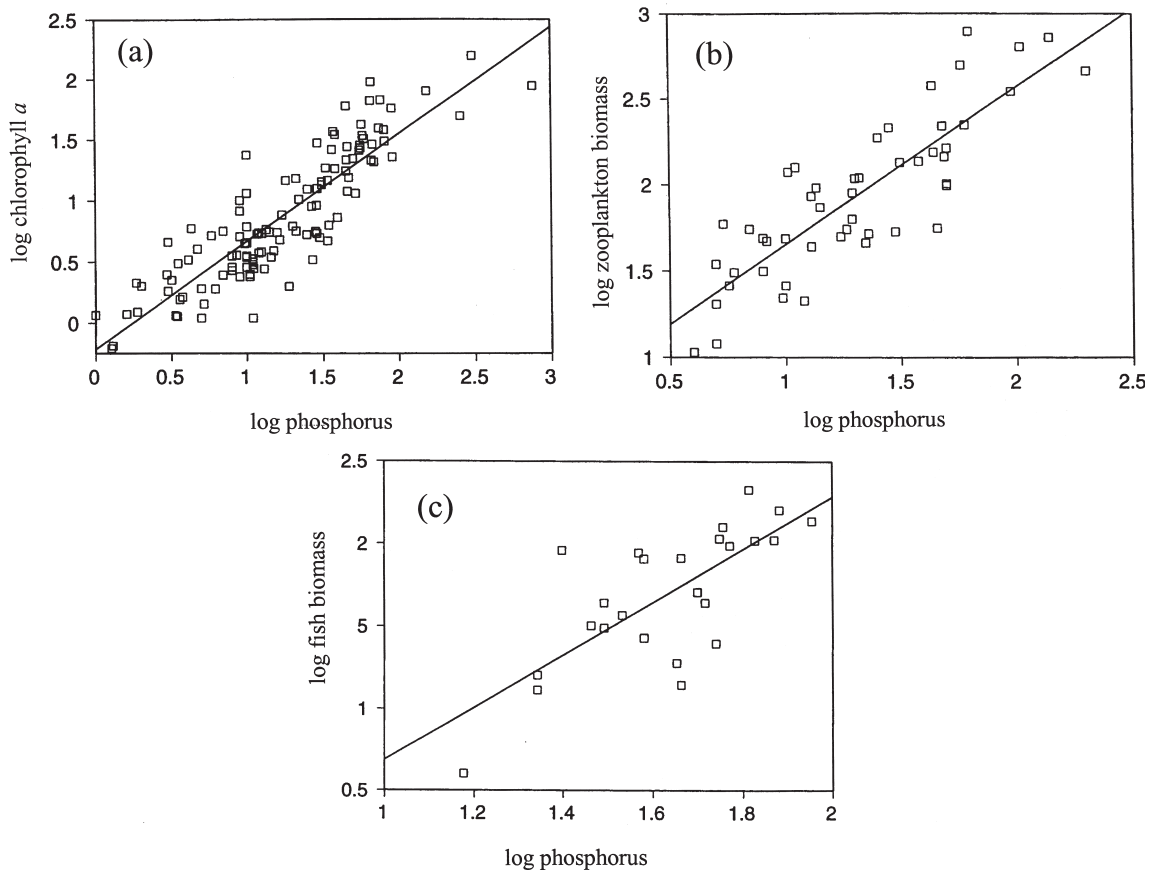 (a)
2.5
2
1.5
1
0.5
0
log chlorophyll a
0 0.5 1 1.5 2 2.5 3
log phosphorus
(b)
3
2.5
2
1.5
1
log zooplankton biomass
0.5 1 1.5 2 2.5
log phosphorus
(c)
2.5
2
5
1
0.5
log fish biomass
1 1.2 1.4 1.6 1.8 2
log phosphorus